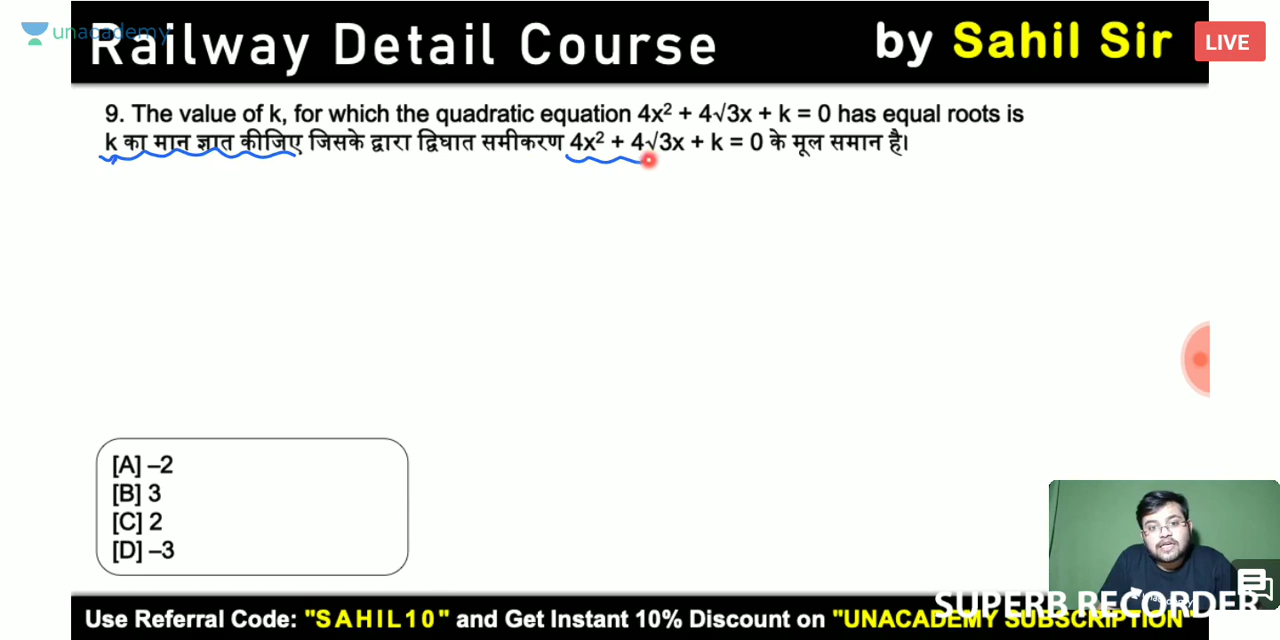 unacademy
Railway Detail Course
by Sahil Sir
LIVE
9. The value of k, for which the quadratic equation 4x² + 4√3x + k = 0 has equal roots is
k का मान ज्ञात कीजिए जिसके द्वारा द्विघात समीकरण 4x² + 4√3x + k = 0 के मूल समान है।
[A] –2
[B] 3
[C] 2
[D] –3
SUPERB RECORDER
Use Referral Code: "SAHIL10" and Get Instant 10% Discount on "UNACADEMY SUBSCRIPTION"